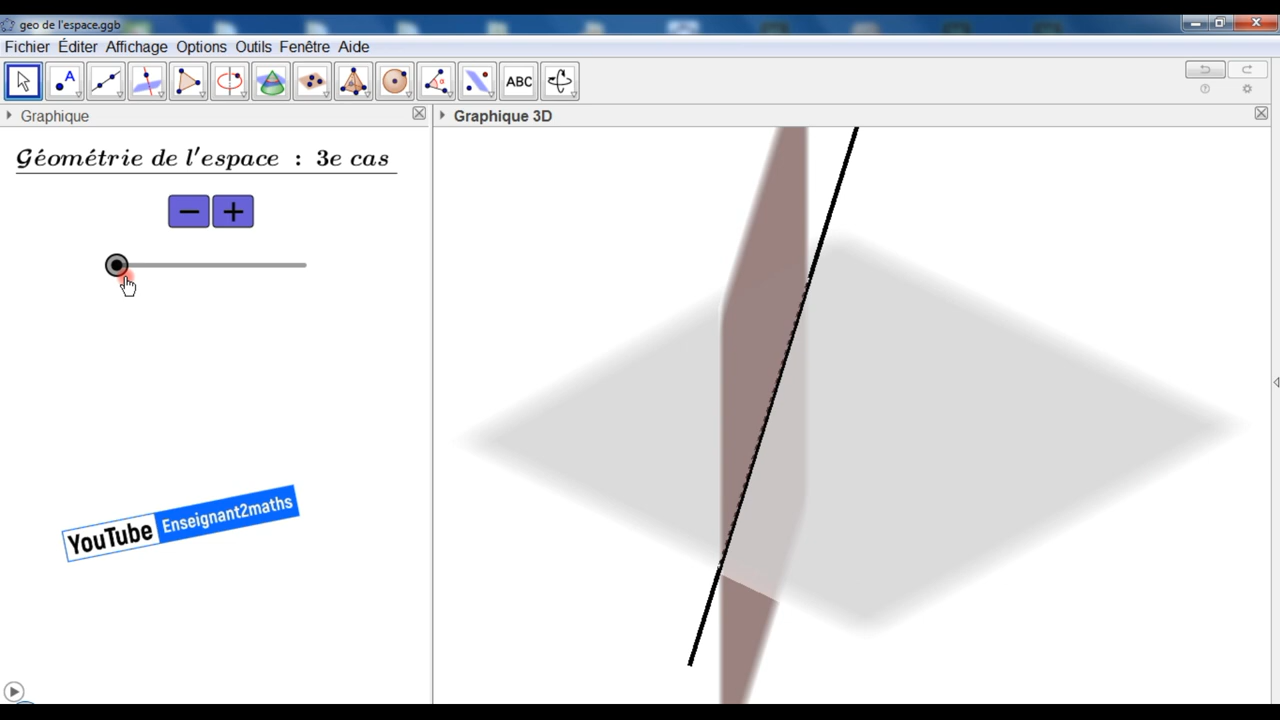 geo de l'espace.ggb
Fichier Éditer Affichage Options Outils Fenêtre Aide
A
ABC
Graphique
Graphique 3D
Géométrie de l'espace : 3e cas
− +
YouTube Enseignant2maths